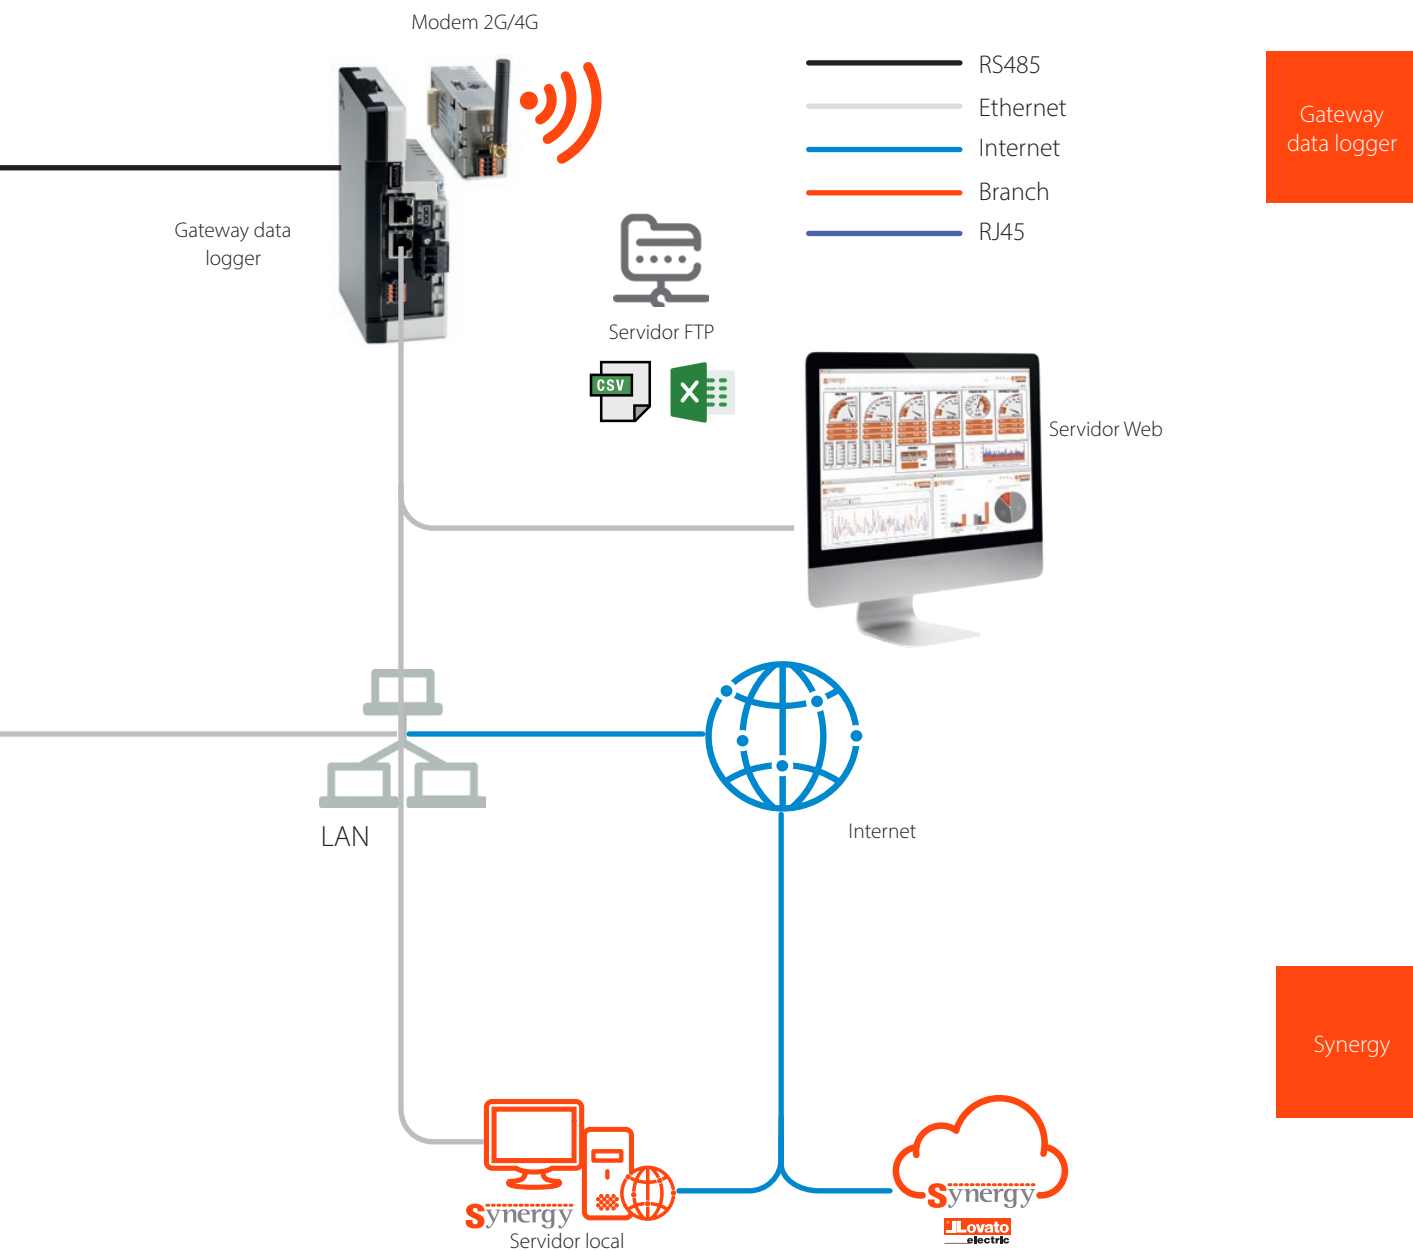 Modem 2G/4G
RS485
Ethernet
Internet
Branch
RJ45
Gateway
data logger
Gateway data
logger
Servidor FTP
CSV
X
Servidor Web
LAN
Internet
Synergy
Synergy
Servidor local
Synergy
Lovato
electric